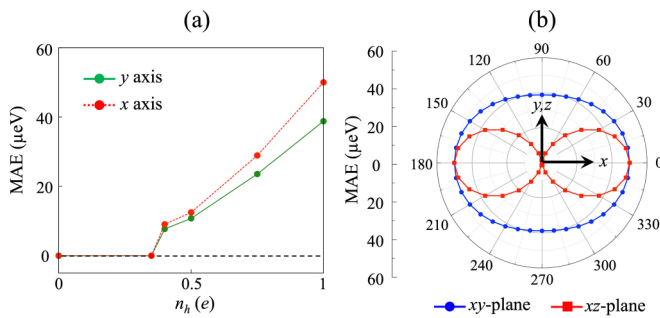 (a)
MAE (μeV)
60
40
20
0
y axis
x axis
0
0.5
1
n_h (e)
(b)
MAE (μeV)
60
40
20
0
20
40
60
90
60
30
0
330
300
270
240
210
180
150
120
y,z
x
xy-plane
xz-plane